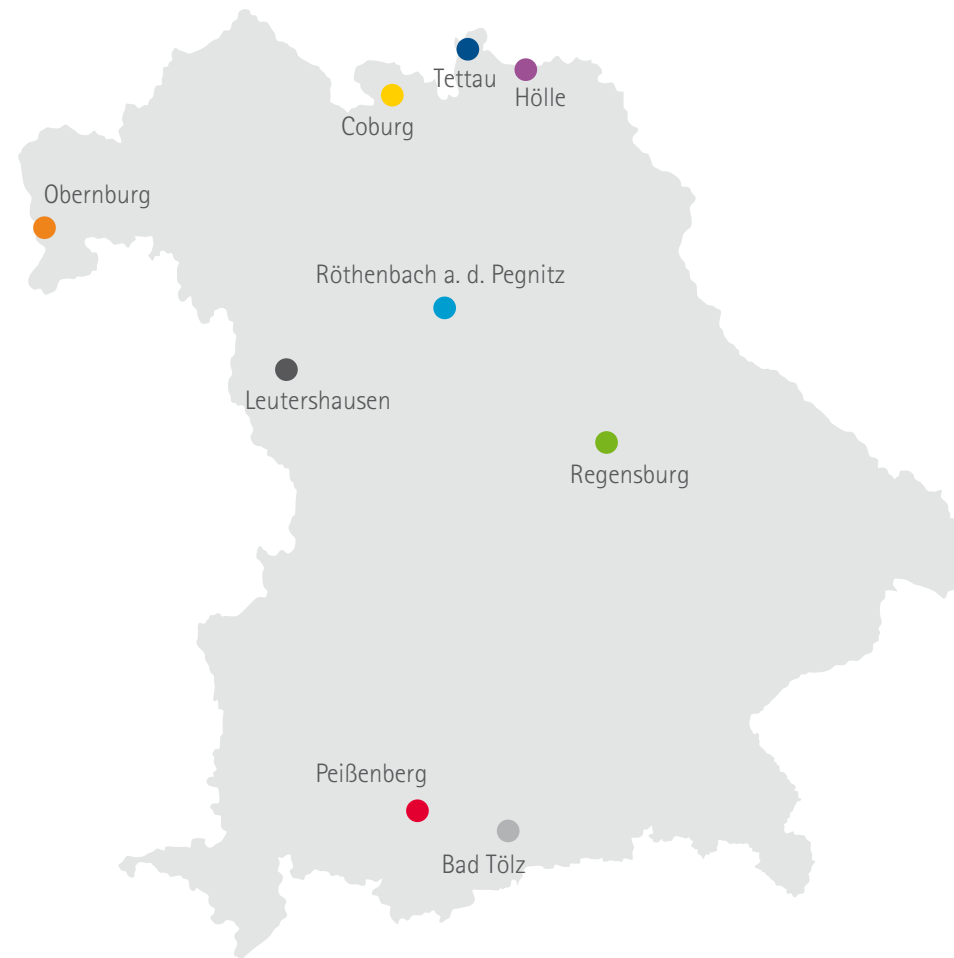 Tettau
Hölle
Coburg
Obernburg
Röthenbach a. d. Pegnitz
Leutershausen
Regensburg
Peißenberg
Bad Tölz